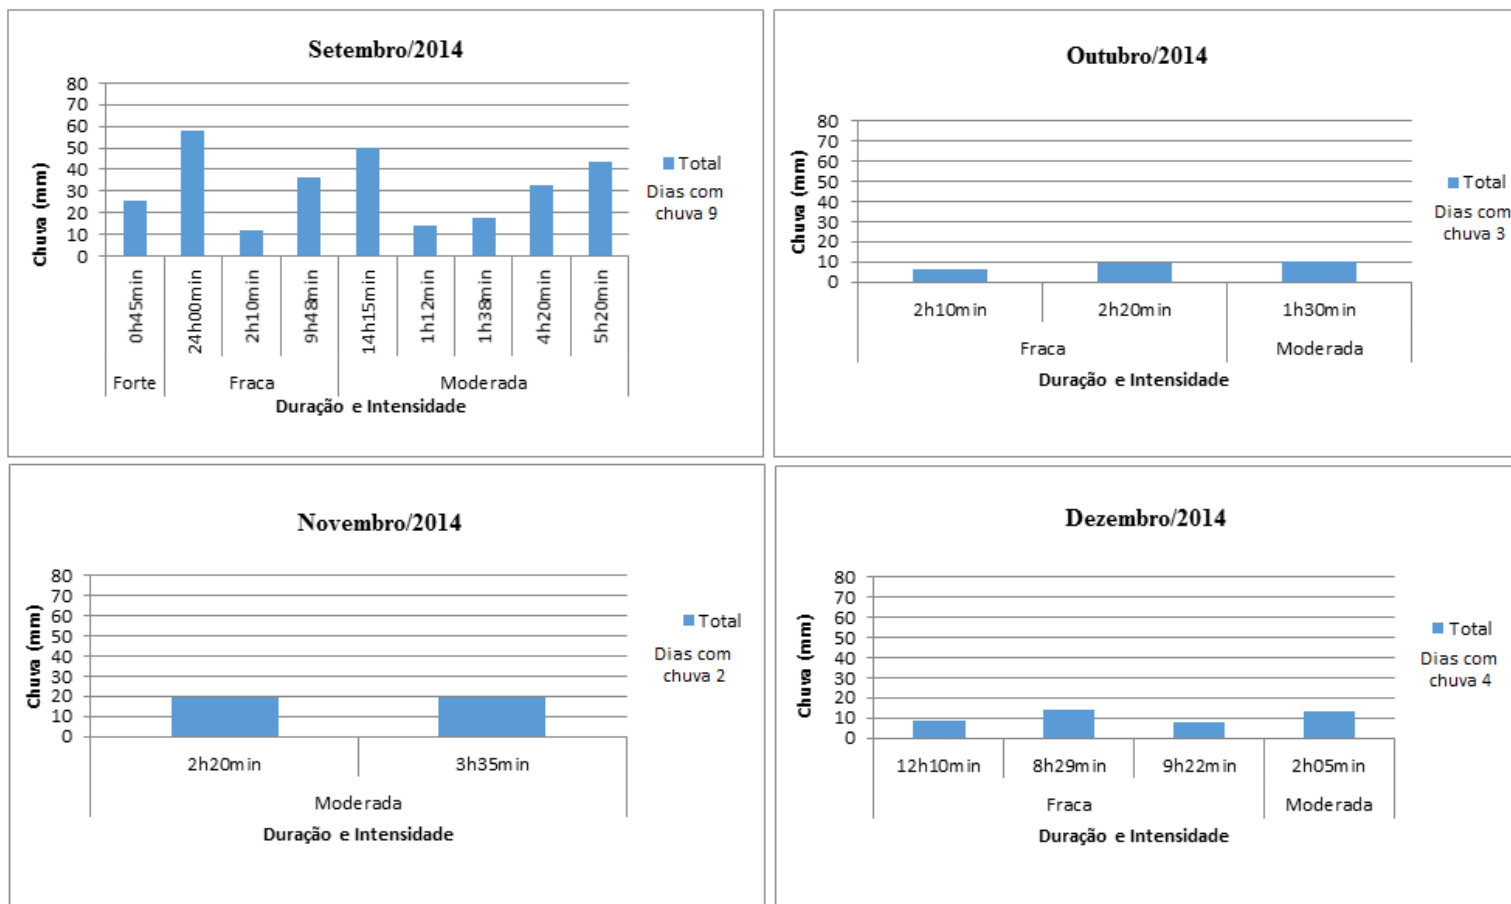 Setembro/2014
Chuva (mm)
80
70
60
50
40
30
20
10
0
0h45min
24h00min
2h10min
9h48min
14h15min
1h12min
1h38min
4h20min
5h20min
Forte
Fraca
Moderada
Duração e Intensidade
Total
Dias com
chuva 9
Outubro/2014
Chuva (mm)
80
70
60
50
40
30
20
10
0
2h10min
2h20min
1h30min
Fraca
Moderada
Duração e Intensidade
Total
Dias com
chuva 3
Novembro/2014
Chuva (mm)
80
70
60
50
40
30
20
10
0
2h20min
3h35min
Moderada
Duração e Intensidade
Total
Dias com
chuva 2
Dezembro/2014
Chuva (mm)
80
70
60
50
40
30
20
10
0
12h10min
8h29min
9h22min
2h05min
Fraca
Moderada
Duração e Intensidade
Total
Dias com
chuva 4